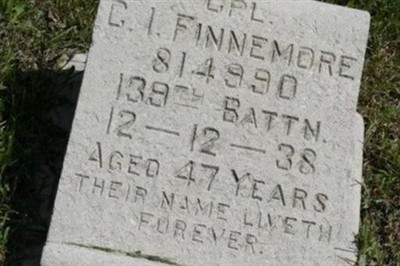 CPL.
C. I. FINNEMORE
814990
139TH BATTN.
12-12-38
AGED 47 YEARS
THEIR NAME LIVETH
FOREVER.